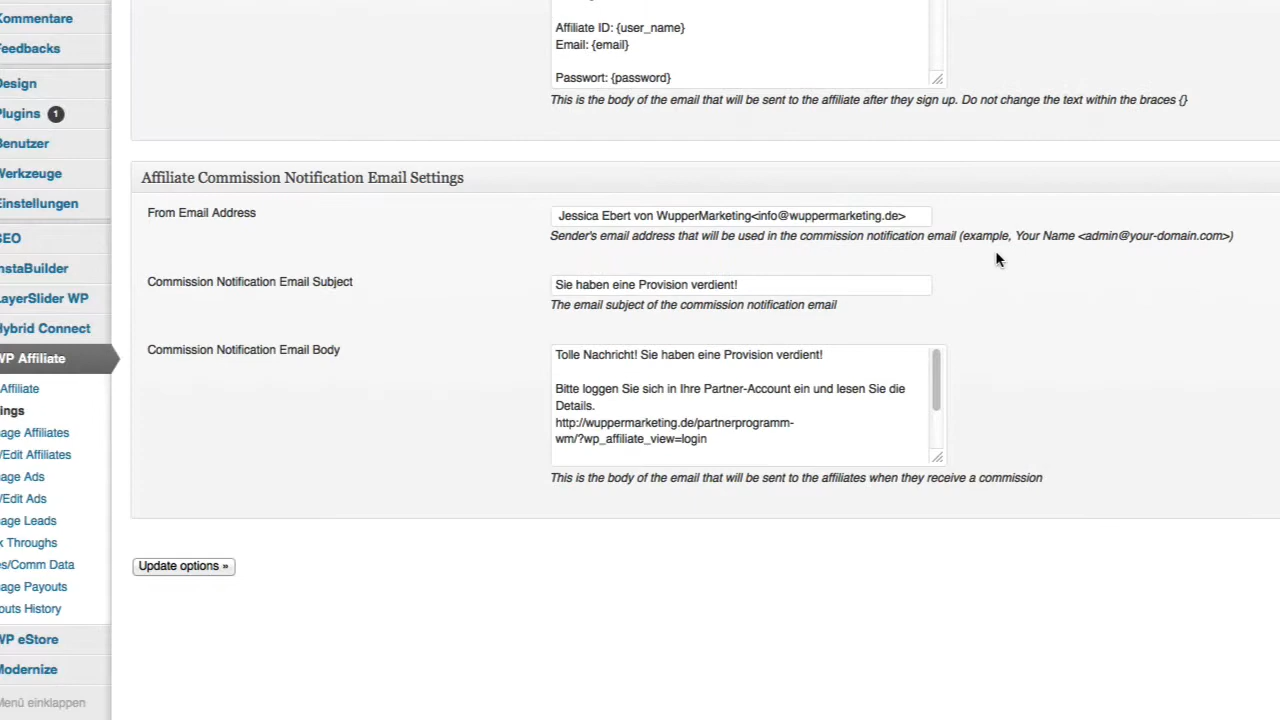 Kommentare
Feedbacks
Design
Plugins 1
Benutzer
Werkzeuge
Einstellungen
SEO
InstaBuilder
LayerSlider WP
Hybrid Connect
WP Affiliate
Affiliate
ings
age Affiliates
/Edit Affiliates
age Ads
/Edit Ads
age Leads
k Throughs
es/Comm Data
age Payouts
outs History
WP eStore
Modernize
Menü einklappen
Affiliate ID: {user_name}
Email: {email}
Passwort: {password}
This is the body of the email that will be sent to the affiliate after they sign up. Do not change the text within the braces {}
Affiliate Commission Notification Email Settings
From Email Address
Jessica Ebert von WupperMarketing<info@wuppermarketing.de>
Sender's email address that will be used in the commission notification email (example, Your Name <admin@your-domain.com>)
Commission Notification Email Subject
Sie haben eine Provision verdient!
The email subject of the commission notification email
Commission Notification Email Body
Tolle Nachricht! Sie haben eine Provision verdient!
Bitte loggen Sie sich in Ihre Partner-Account ein und lesen Sie die
Details.
http://wuppermarketing.de/partnerprogramm-
wm/?wp_affiliate_view=login
This is the body of the email that will be sent to the affiliates when they receive a commission
Update options »